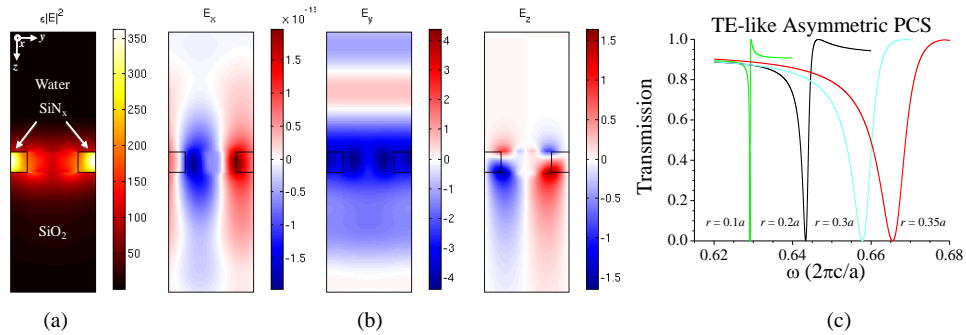 ε|E|²
E_x
× 10⁻¹⁵
E_y
E_z
TE-like Asymmetric PCS
x
y
z
Water
SiNₓ
SiO₂
350
300
250
200
150
100
50
1.5
1
0.5
0
-0.5
-1
-1.5
4
3
2
1
0
-1
-2
-3
-4
1.5
1
0.5
0
-0.5
-1
-1.5
Transmission
1.0
0.8
0.6
0.4
0.2
0.0
r = 0.1a
r = 0.2a
r = 0.3a
r = 0.35a
0.62
0.64
0.66
0.68
ω (2πc/a)
(a)
(b)
(c)